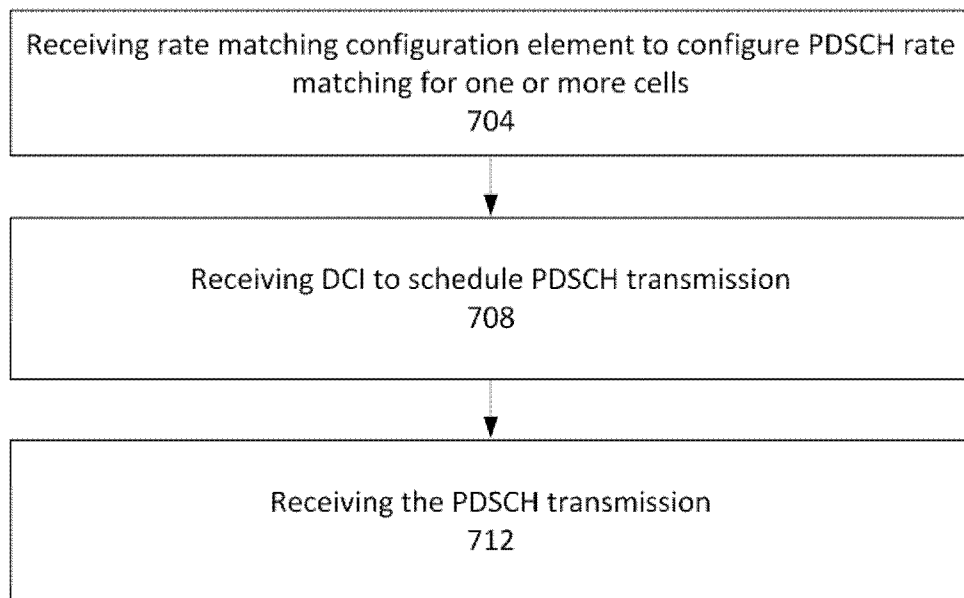 Receiving rate matching configuration element to configure PDSCH rate
matching for one or more cells
704
Receiving DCI to schedule PDSCH transmission
708
Receiving the PDSCH transmission
712